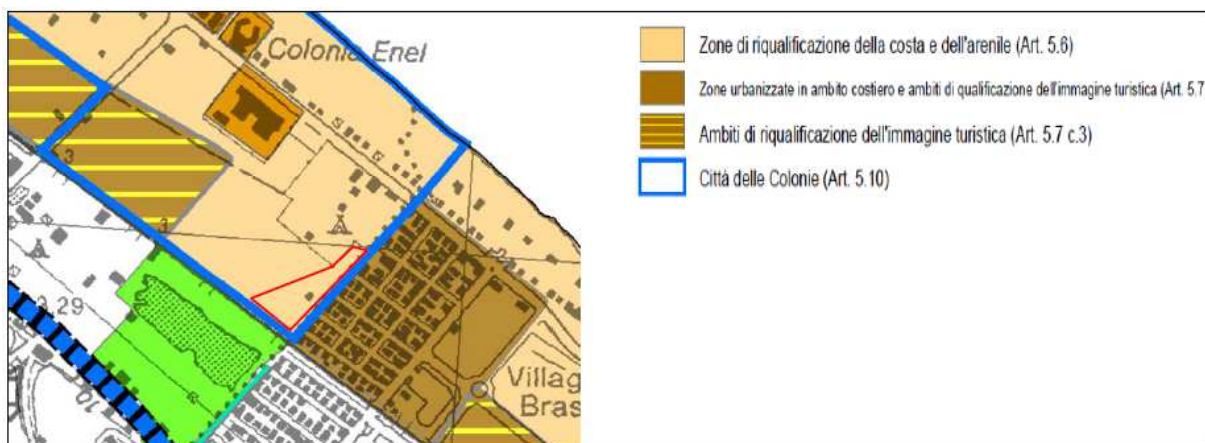 Colonia Enel
3
3
3
3,29
Villag
Bras
Zone di riqualificazione della costa e dell'arenile (Art. 5.6)
Zone urbanizzate in ambito costiero e ambiti di qualificazione dell'immagine turistica (Art. 5.7
Ambiti di riqualificazione dell'immagine turistica (Art. 5.7 c.3)
Città delle Colonie (Art. 5.10)